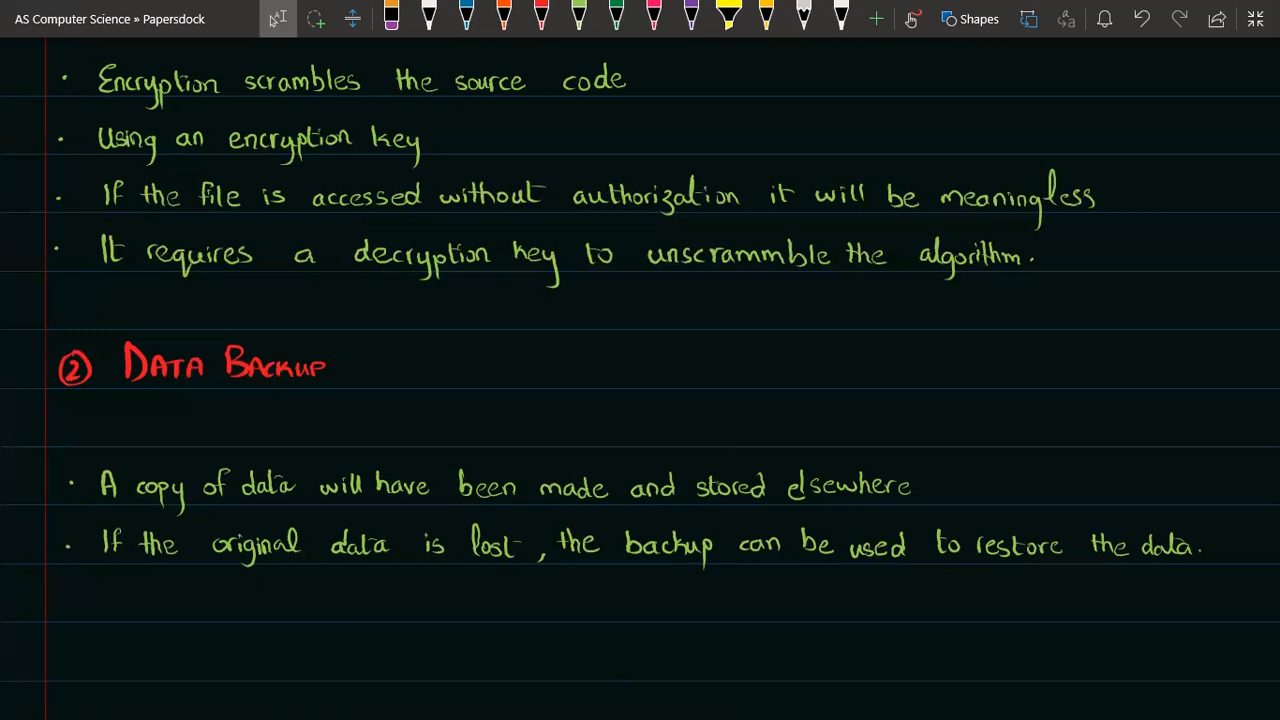 AS Computer Science » Papersdock
Shapes
• Encryption scrambles the source code
• Using an encryption key
• If the file is accessed without authorization it will be meaningless
• It requires a decryption key to unscrammble the algorithm.
② DATA BACKUP
• A copy of data will have been made and stored elsewhere
• If the original data is lost, the backup can be used to restore the data.